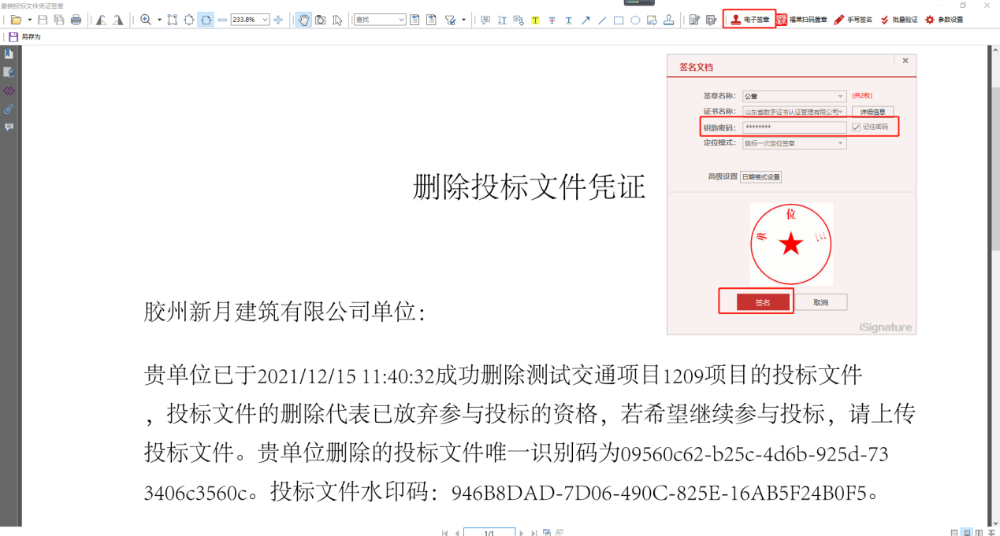 撤销投标文件凭证签章
233.8%
查找
电子签章
福莱扫码盖章
手写签名
批量验证
参数设置
另存为
签名文档
签章名称:
公章
(共2枚)
证书名称:
山东省数字证书认证管理有限公司
详细信息
钥匙密码:
********
记住密码
定位模式:
鼠标一次定位签章
高级设置
日期格式设置
单位
签名
取消
iSignature
删除投标文件凭证
胶州新月建筑有限公司单位:
贵单位已于2021/12/15 11:40:32成功删除测试交通项目1209项目的投标文件
，投标文件的删除代表已放弃参与投标的资格，若希望继续参与投标，请上传
投标文件。贵单位删除的投标文件唯一识别码为09560c62-b25c-4d6b-925d-73
3406c3560c。投标文件水印码：946B8DAD-7D06-490C-825E-16AB5F24B0F5。
1/1